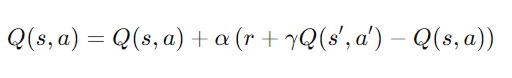 Q(s, a) = Q(s, a) + α (r + γQ(s′, a′) − Q(s, a))